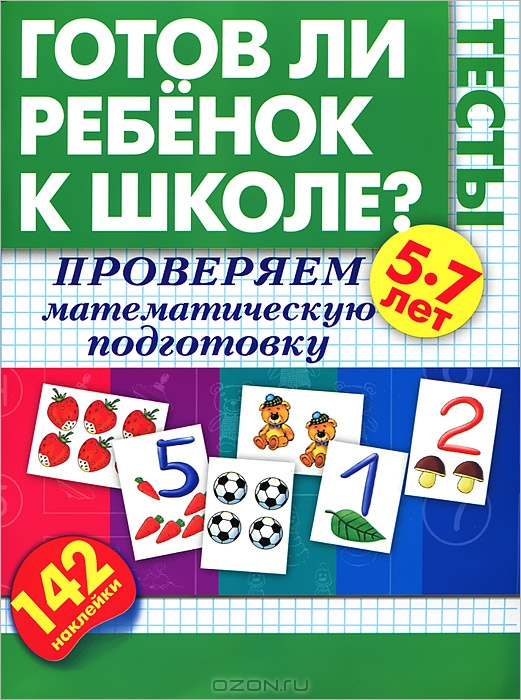 ГОТОВ ЛИ
РЕБЁНОК
К ШКОЛЕ?
ТЕСТЫ
ПРОВЕРЯЕМ
математическую
подготовку
5-7
лет
5
1
2
142
наклейки
OZON.RU